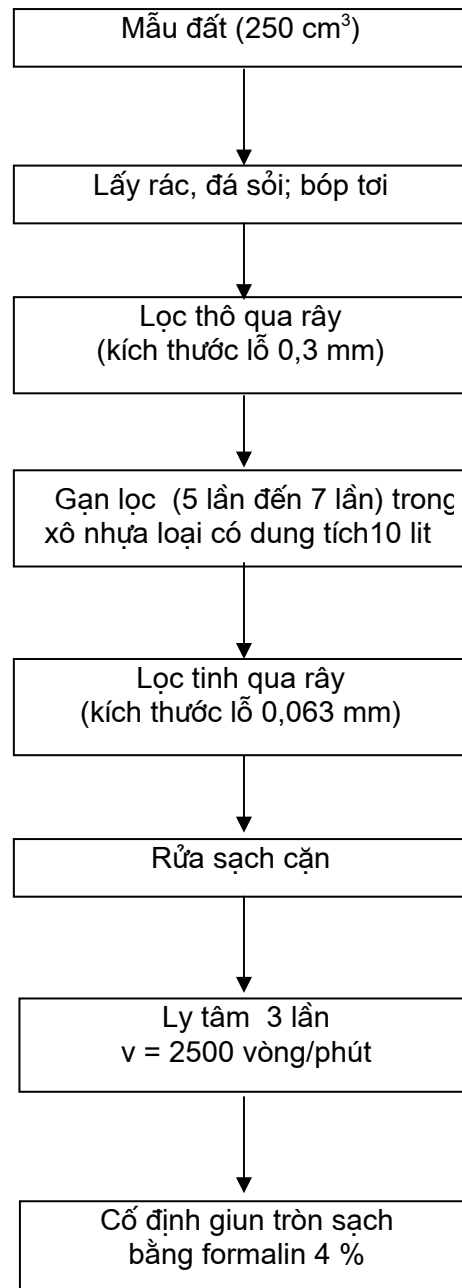 Mẫu đất (250 cm³)
Lấy rác, đá sỏi; bóp tơi
Lọc thô qua rây
(kích thước lỗ 0,3 mm)
Gạn lọc (5 lần đến 7 lần) trong
xô nhựa loại có dung tích10 lit
Lọc tinh qua rây
(kích thước lỗ 0,063 mm)
Rửa sạch cặn
Ly tâm 3 lần
v = 2500 vòng/phút
Cố định giun tròn sạch
bằng formalin 4 %